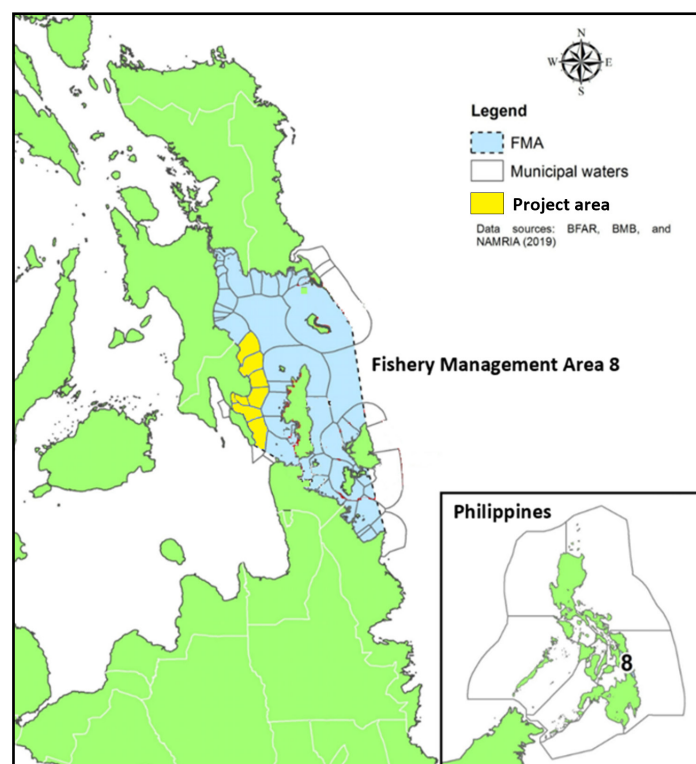 N
W E
S
Legend
FMA
Municipal waters
Project area
Data sources: BFAR, BMB, and
NAMRIA (2019)
Fishery Management Area 8
Philippines
8